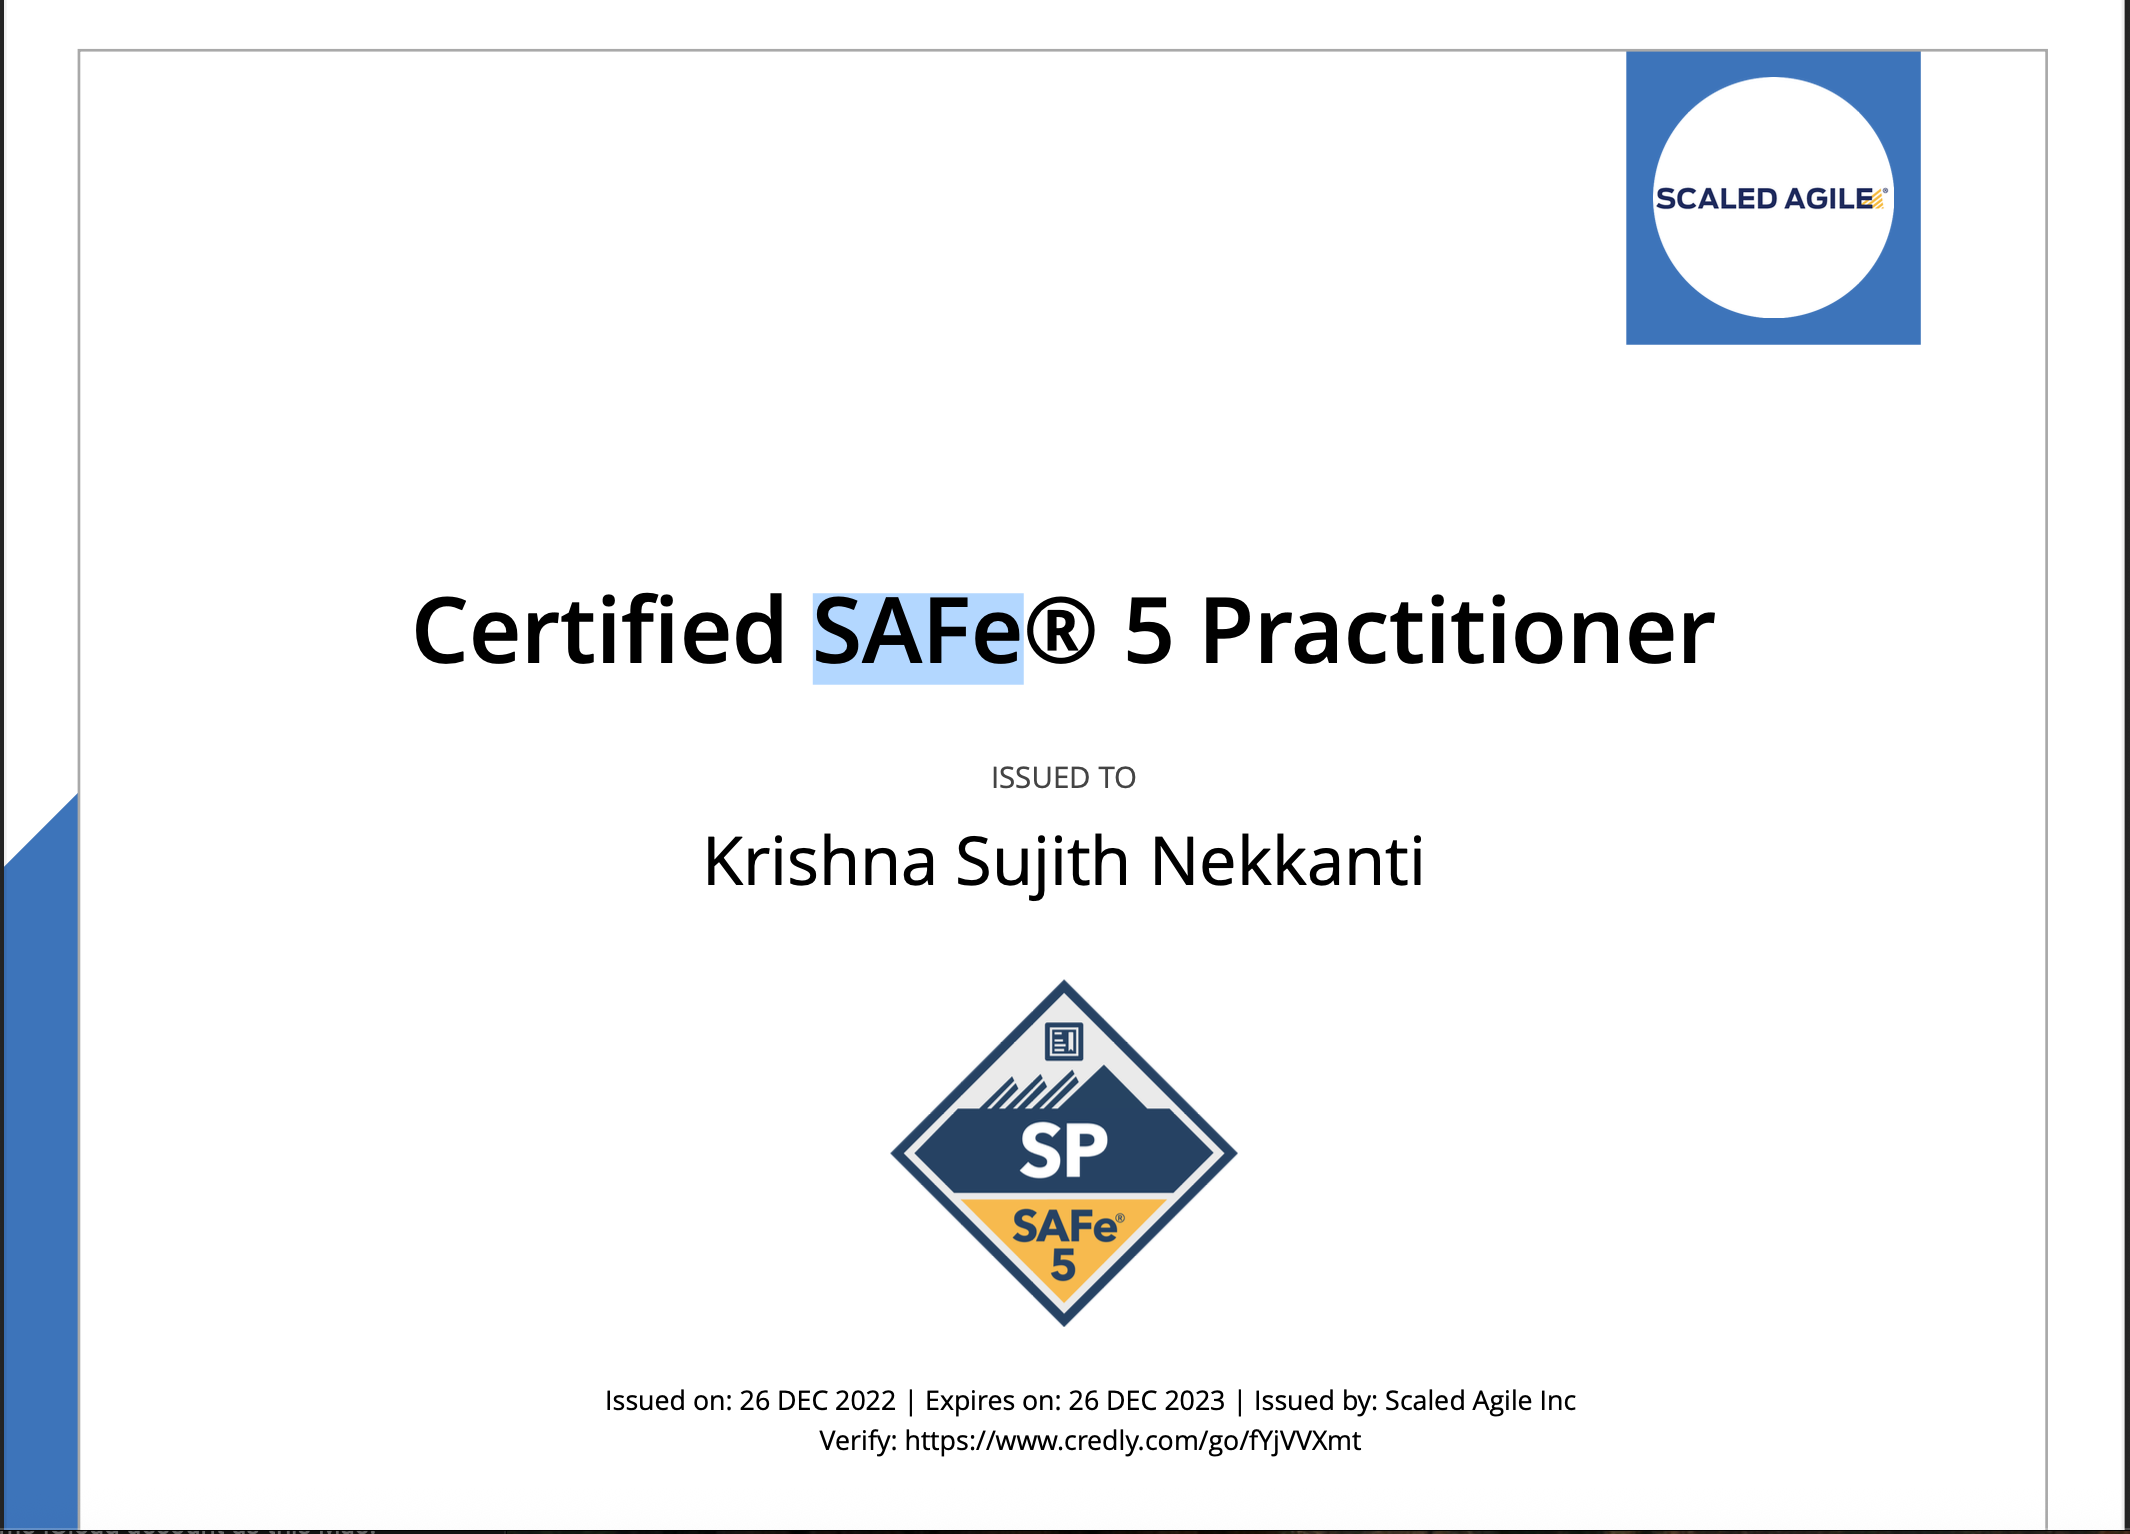 SCALED AGILE®
Certified SAFe® 5 Practitioner
ISSUED TO
Krishna Sujith Nekkanti
SP
SAFe®
5
Issued on: 26 DEC 2022 | Expires on: 26 DEC 2023 | Issued by: Scaled Agile Inc
Verify: https://www.credly.com/go/fYjVVXmt